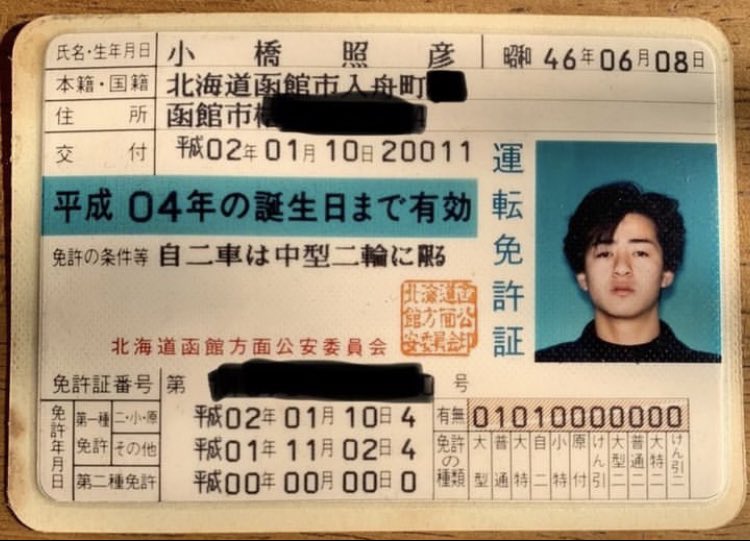 氏名・生年月日 小橋照彦 昭和46年06月08日
本籍・国籍 北海道函館市入舟町
住所 函館市
交付 平成02年01月10日 20011
平成04年の誕生日まで有効
免許の条件等 自二車は中型二輪に限る
運転免許証
北海道函館方面公安委員会印
北海道函館方面公安委員会
免許証番号 第 号
免許年月日
第一種免許 二・小・原 平成02年01月10日4
その他 平成01年11月02日4
第二種免許 平成00年00月00日0
有無 01010000000
免許の種類 大型 普通 大特 自二 小特 原付 けん引 大型二 普通二 大特二 けん引二